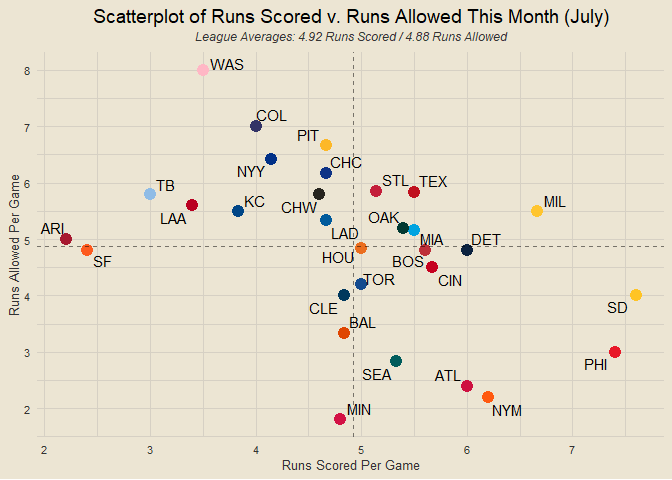 Scatterplot of Runs Scored v. Runs Allowed This Month (July)
League Averages: 4.92 Runs Scored / 4.88 Runs Allowed
8
WAS
7
COL
PIT
NYY
CHC
6
TB
STL
TEX
LAA
KC
CHW
MIL
ARI
LAD
OAK
5
MIA
DET
SF
HOU
BOS
TOR
CIN
4
CLE
SD
BAL
3
SEA
ATL
PHI
2
MIN
NYM
2
3
4
5
6
7
Runs Scored Per Game
Runs Allowed Per Game